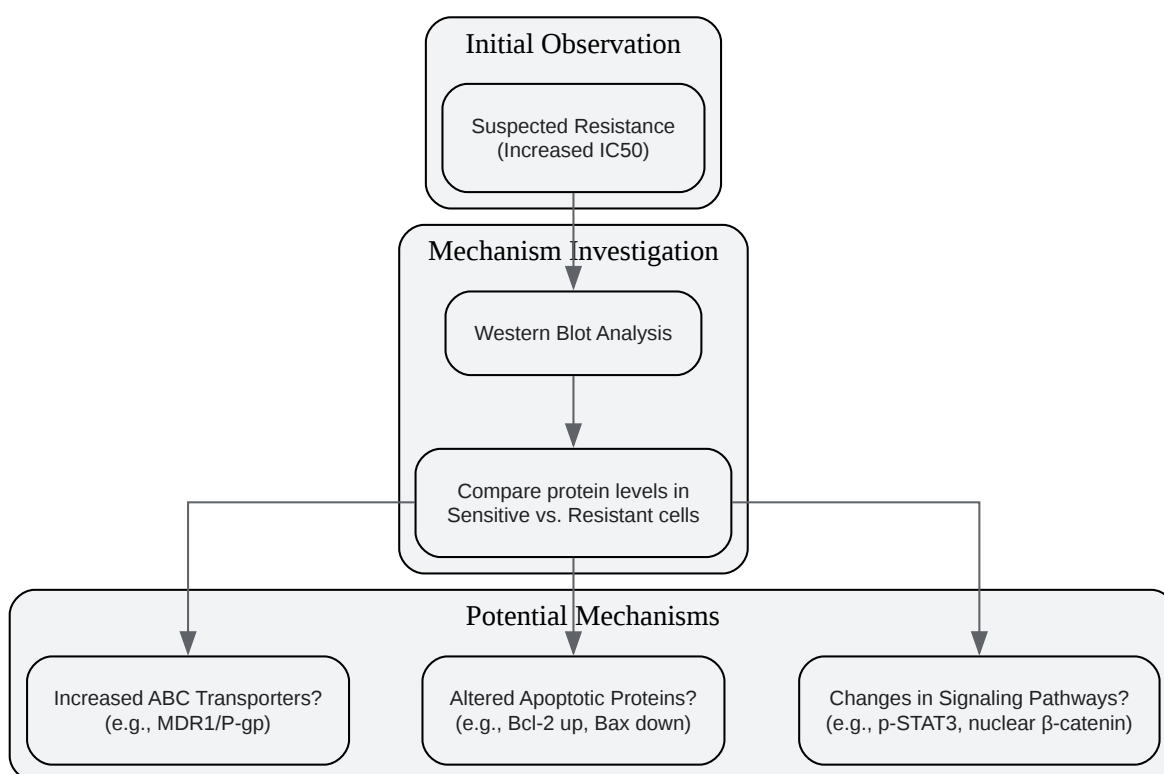 Initial Observation
Suspected Resistance
(Increased IC50)
Mechanism Investigation
Western Blot Analysis
Compare protein levels in
Sensitive vs. Resistant cells
Potential Mechanisms
Increased ABC Transporters?
(e.g., MDR1/P-gp)
Altered Apoptotic Proteins?
(e.g., Bcl-2 up, Bax down)
Changes in Signaling Pathways?
(e.g., p-STAT3, nuclear β-catenin)